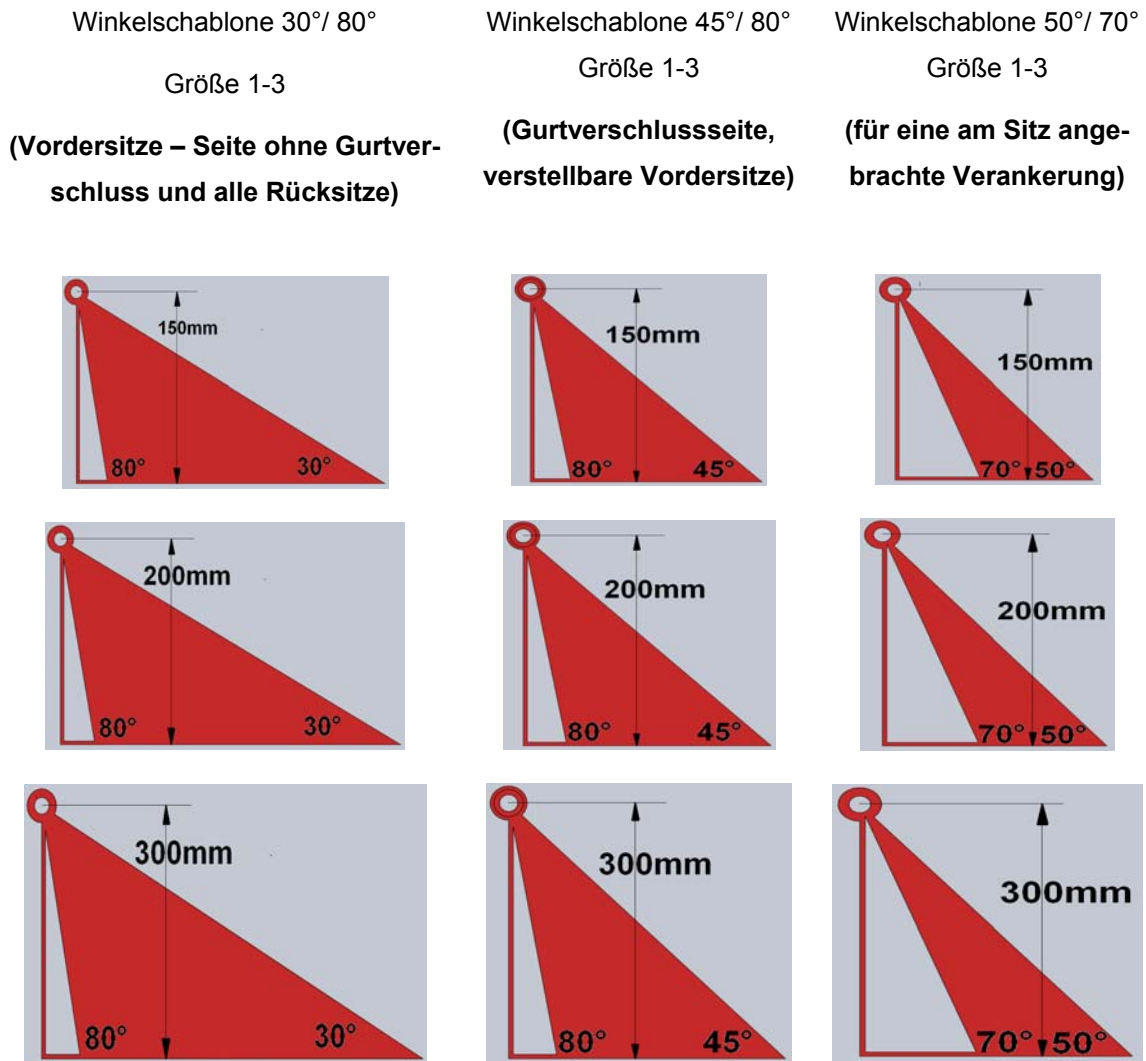 Winkelschablone 30°/ 80°
Größe 1-3
(Vordersitze – Seite ohne Gurtver-
schluss und alle Rücksitze)
Winkelschablone 45°/ 80°
Größe 1-3
(Gurtverschlussseite,
verstellbare Vordersitze)
Winkelschablone 50°/ 70°
Größe 1-3
(für eine am Sitz ange-
brachte Verankerung)
150mm
80° 30°
150mm
80° 45°
150mm
70° 50°
200mm
80° 30°
200mm
80° 45°
200mm
70° 50°
300mm
80° 30°
300mm
80° 45°
300mm
70° 50°